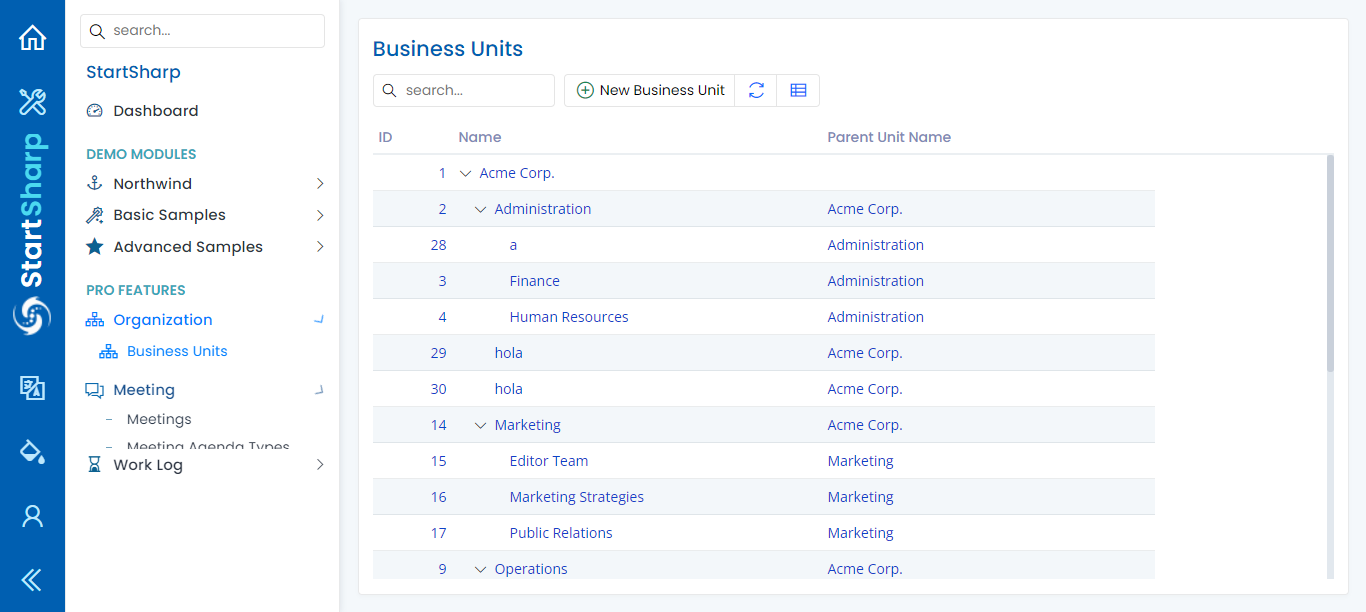 StartSharp
search...
StartSharp
Dashboard
DEMO MODULES
Northwind
Basic Samples
Advanced Samples
PRO FEATURES
Organization
Business Units
Meeting
Meetings
Meeting Agenda Types
Work Log
Business Units
search...
New Business Unit
ID Name Parent Unit Name
1 Acme Corp.
2 Administration Acme Corp.
28 a Administration
3 Finance Administration
4 Human Resources Administration
29 hola Acme Corp.
30 hola Acme Corp.
14 Marketing Acme Corp.
15 Editor Team Marketing
16 Marketing Strategies Marketing
17 Public Relations Marketing
9 Operations Acme Corp.